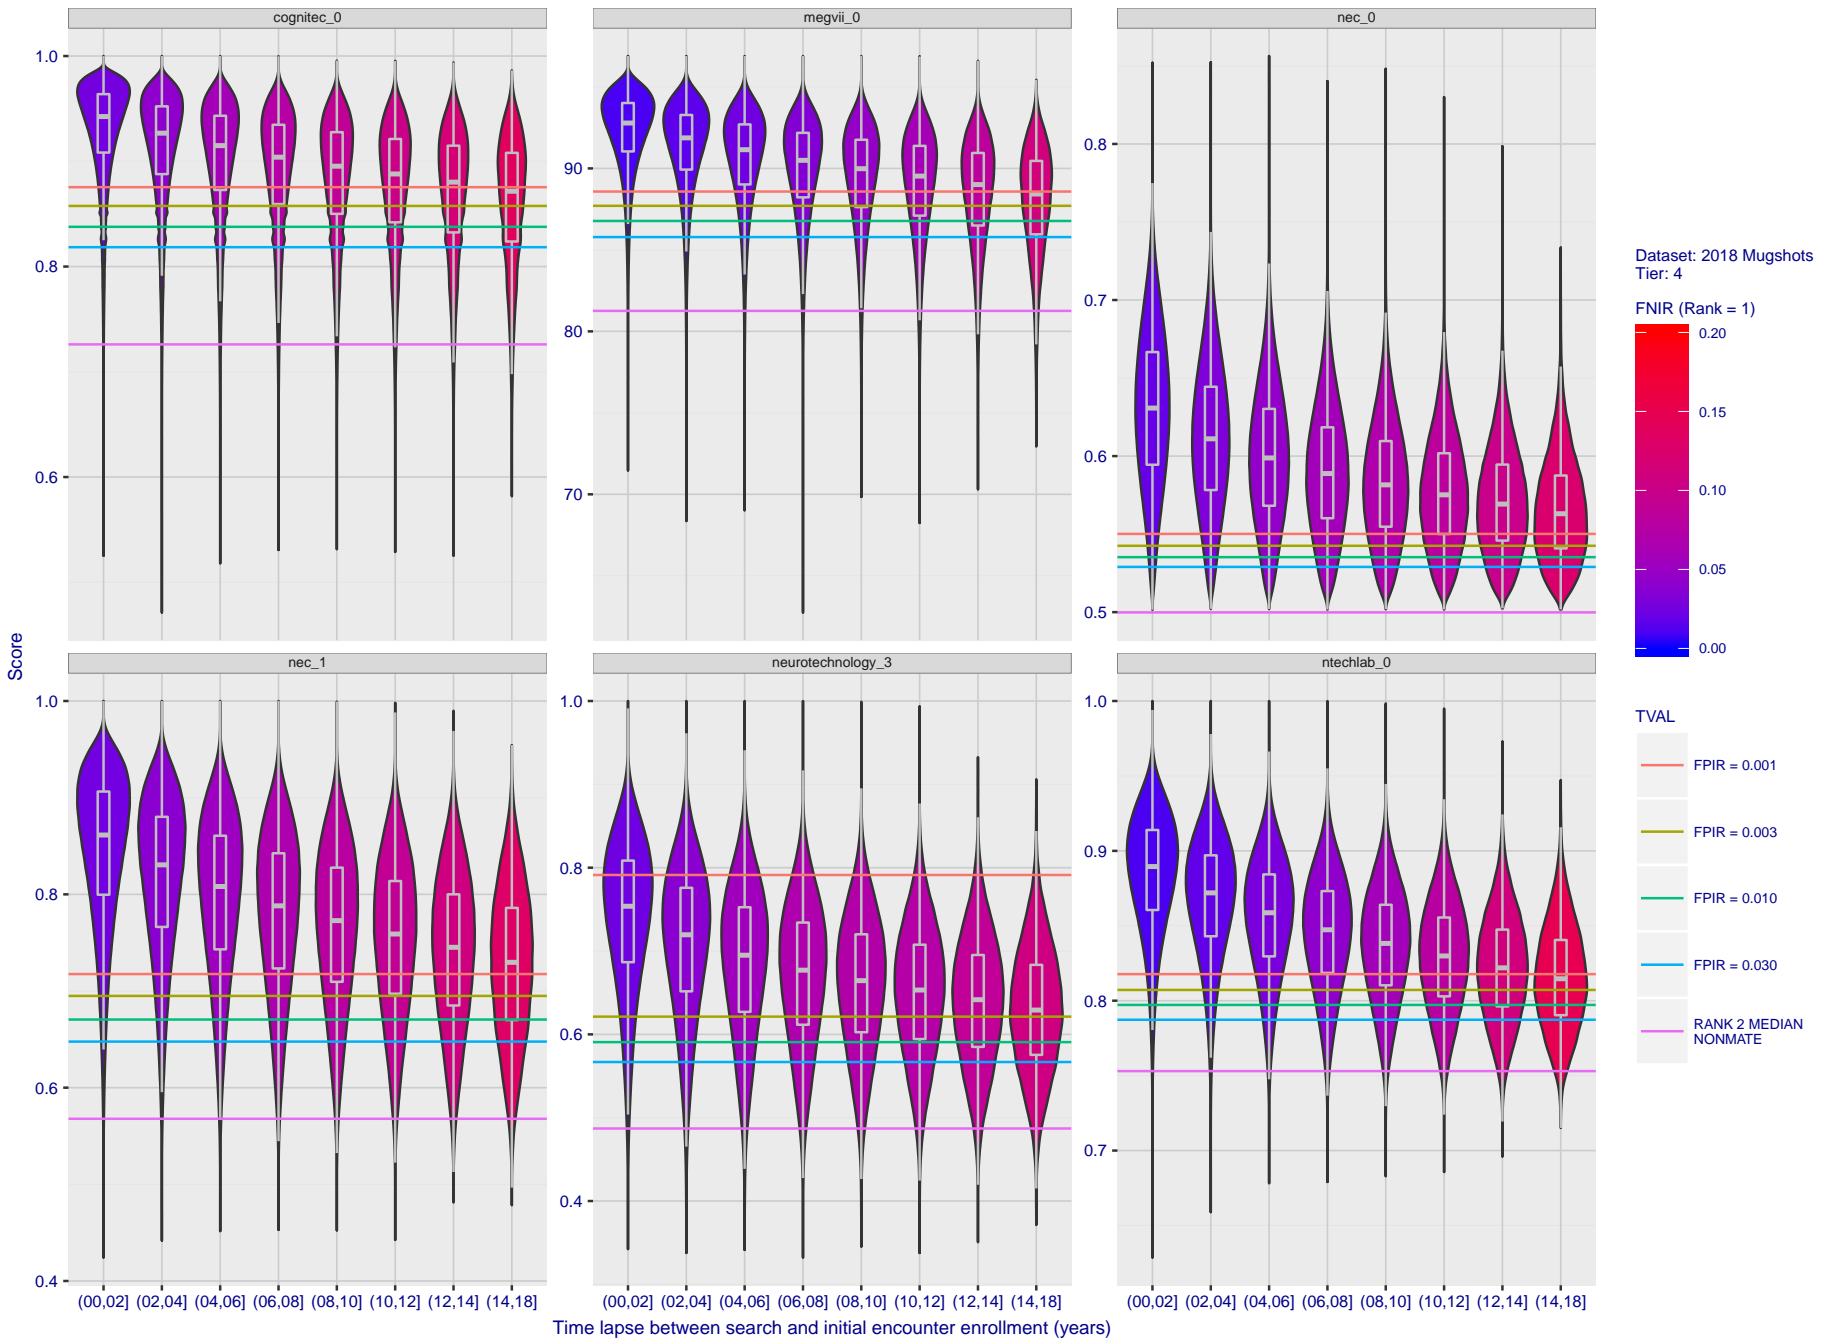 cognitec_0
megvii_0
nec_0
1.0
0.8
0.6
90
80
70
0.8
0.7
0.6
0.5
Score
nec_1
neurotechnology_3
ntechlab_0
1.0
0.8
0.6
0.4
1.0
0.8
0.6
0.4
1.0
0.9
0.8
0.7
(00,02] (02,04] (04,06] (06,08] (08,10] (10,12] (12,14] (14,18]
(00,02] (02,04] (04,06] (06,08] (08,10] (10,12] (12,14] (14,18]
(00,02] (02,04] (04,06] (06,08] (08,10] (10,12] (12,14] (14,18]
Time lapse between search and initial encounter enrollment (years)
Dataset: 2018 Mugshots
Tier: 4
FNIR (Rank = 1)
0.20
0.15
0.10
0.05
0.00
TVAL
FPIR = 0.001
FPIR = 0.003
FPIR = 0.010
FPIR = 0.030
RANK 2 MEDIAN
NONMATE